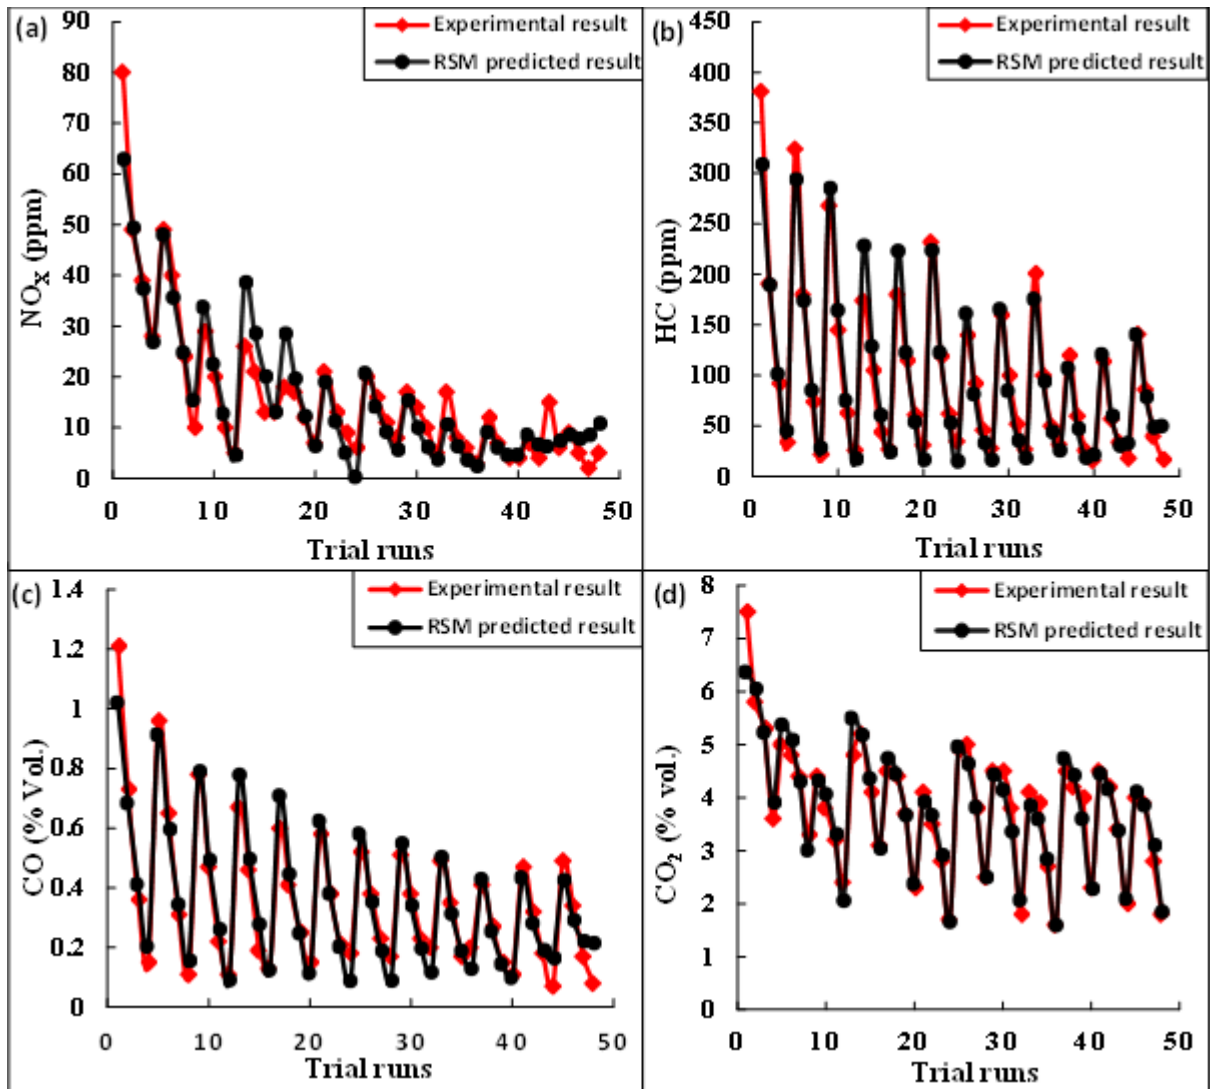 (a)
Experimental result
RSM predicted result
90
80
70
60
50
40
30
20
10
0
NOX (ppm)
0 10 20 30 40 50
Trial runs
(b)
Experimental result
RSM predicted result
450
400
350
300
250
200
150
100
50
0
HC (ppm)
0 10 20 30 40 50
Trial runs
(c)
Experimental result
RSM predicted result
1.4
1.2
1
0.8
0.6
0.4
0.2
0
CO (% Vol.)
0 10 20 30 40 50
Trial runs
(d)
Experimental result
RSM predicted result
8
7
6
5
4
3
2
1
0
CO2 (% vol.)
0 10 20 30 40 50
Trial runs